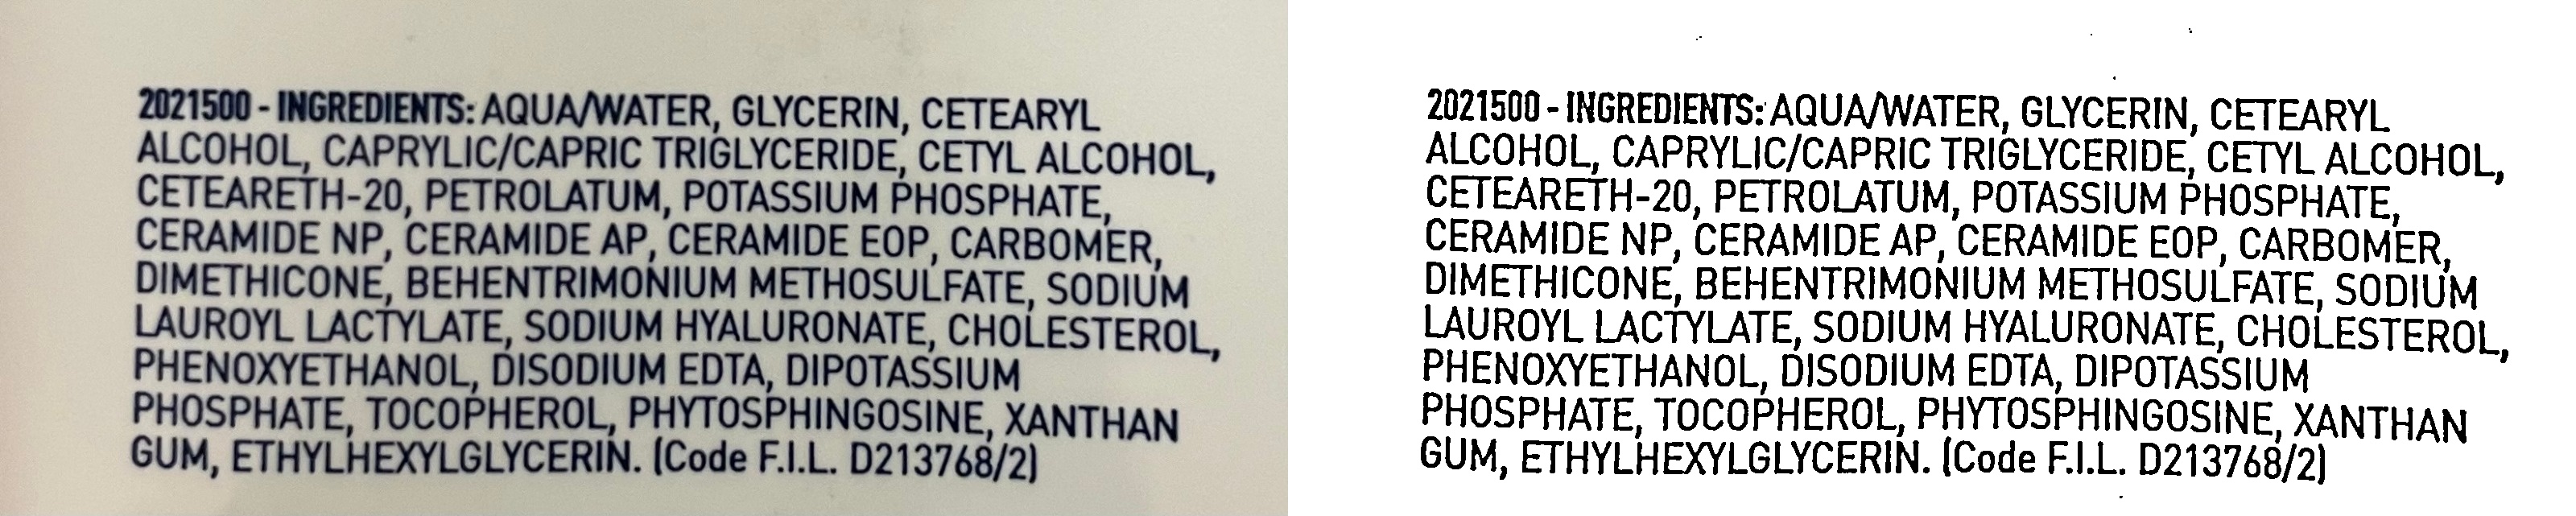 2021500 - INGREDIENTS: AQUA/WATER, GLYCERIN, CETEARYL
ALCOHOL, CAPRYLIC/CAPRIC TRIGLYCERIDE, CETYL ALCOHOL,
CETEARETH-20, PETROLATUM, POTASSIUM PHOSPHATE,
CERAMIDE NP, CERAMIDE AP, CERAMIDE EOP, CARBOMER,
DIMETHICONE, BEHENTRIMONIUM METHOSULFATE, SODIUM
LAUROYL LACTYLATE, SODIUM HYALURONATE, CHOLESTEROL,
PHENOXYETHANOL, DISODIUM EDTA, DIPOTASSIUM
PHOSPHATE, TOCOPHEROL, PHYTOSPHINGOSINE, XANTHAN
GUM, ETHYLHEXYLGLYCERIN. (Code F.I.L. D213768/2)
2021500 - INGREDIENTS: AQUA/WATER, GLYCERIN, CETEARYL
ALCOHOL, CAPRYLIC/CAPRIC TRIGLYCERIDE, CETYL ALCOHOL,
CETEARETH-20, PETROLATUM, POTASSIUM PHOSPHATE,
CERAMIDE NP, CERAMIDE AP, CERAMIDE EOP, CARBOMER,
DIMETHICONE, BEHENTRIMONIUM METHOSULFATE, SODIUM
LAUROYL LACTYLATE, SODIUM HYALURONATE, CHOLESTEROL,
PHENOXYETHANOL, DISODIUM EDTA, DIPOTASSIUM
PHOSPHATE, TOCOPHEROL, PHYTOSPHINGOSINE, XANTHAN
GUM, ETHYLHEXYLGLYCERIN. (Code F.I.L. D213768/2)